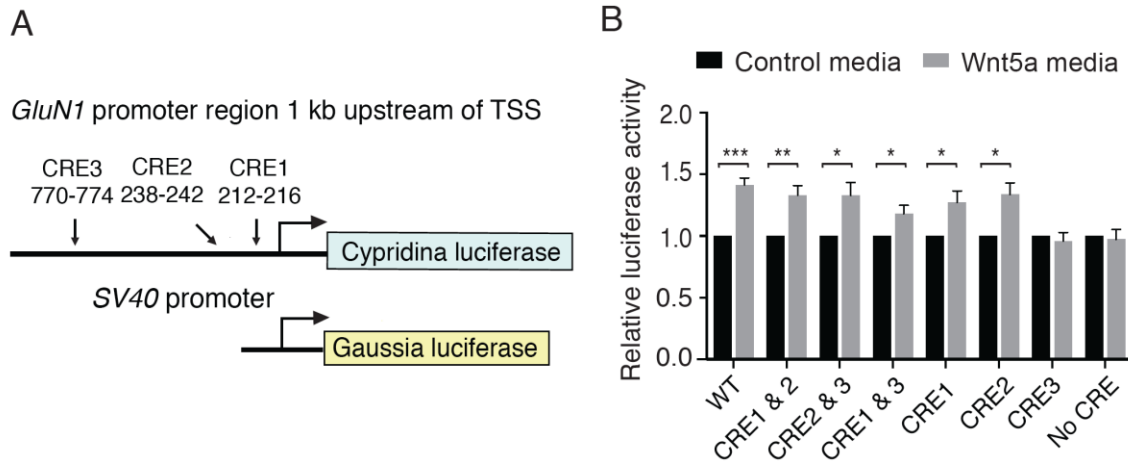 A
GluN1 promoter region 1 kb upstream of TSS
CRE3 CRE2 CRE1
770-774 238-242 212-216
Cypridina luciferase
SV40 promoter
Gaussia luciferase
B
Control media Wnt5a media
Relative luciferase activity
2.0
1.5
1.0
0.5
0.0
*** ** * * * *
WT
CRE1 & 2
CRE2 & 3
CRE1 & 3
CRE1
CRE2
CRE3
No CRE